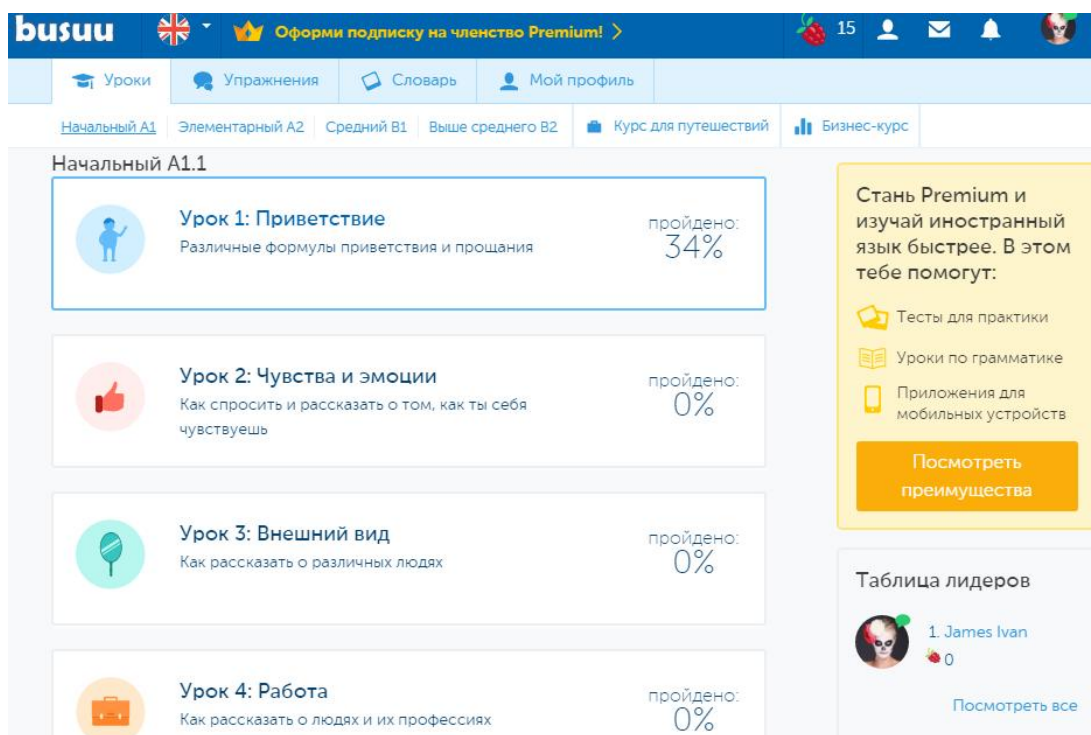 busuu
Оформи подписку на членство Premium! >
15
Уроки
Упражнения
Словарь
Мой профиль
Начальный A1
Элементарный A2
Средний B1
Выше среднего B2
Курс для путешествий
Бизнес-курс
Начальный A1.1
Урок 1: Приветствие
Различные формулы приветствия и прощания
пройдено:
34%
Урок 2: Чувства и эмоции
Как спросить и рассказать о том, как ты себя
чувствуешь
пройдено:
0%
Урок 3: Внешний вид
Как рассказать о различных людях
пройдено:
0%
Урок 4: Работа
Как рассказать о людях и их профессиях
пройдено:
0%
Стань Premium и
изучай иностранный
язык быстрее. В этом
тебе помогут:
Тесты для практики
Уроки по грамматике
Приложения для
мобильных устройств
Посмотреть
преимущества
Таблица лидеров
1. James Ivan
0
Посмотреть все